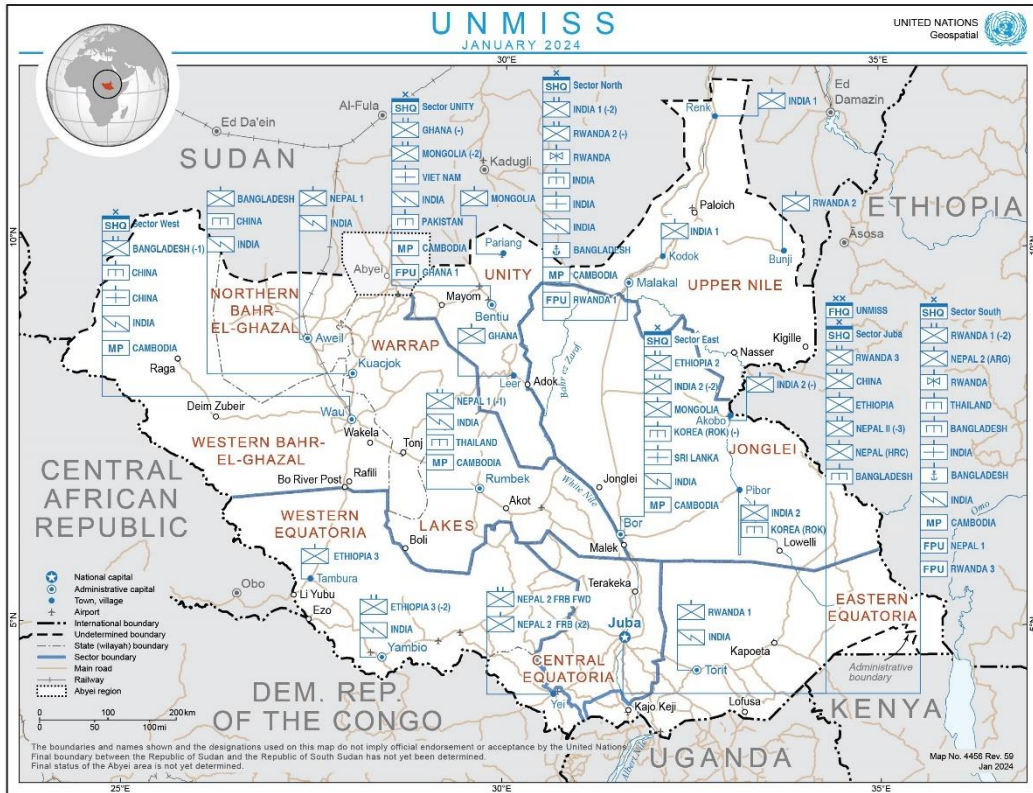 UNMISS
JANUARY 2024
UNITED NATIONS
Geospatial
30°E
35°E
SUDAN
Ed Da'ein
Al-Fula
Kadugli
Ed
Damazin
Āsosa
ETHIOPIA
SHQ Sector UNITY
GHANA (-)
MONGOLIA (-2)
VIET NAM
INDIA
PAKISTAN
MP CAMBODIA
FPU GHANA 1
SHQ Sector North
INDIA 1 (-2)
RWANDA 2 (-)
RWANDA
INDIA
INDIA
INDIA
BANGLADESH
MP CAMBODIA
FPU RWANDA 1
Renk
INDIA 1
RWANDA 2
MONGOLIA
BANGLADESH
CHINA
INDIA
NEPAL 1
INDIA
SHQ Sector West
BANGLADESH (-1)
CHINA
CHINA
INDIA
MP CAMBODIA
10°N
10°N
Paloich
INDIA 1
Kodok
Bunji
Malakal
UPPER NILE
Abyei
Pariang
UNITY
Mayom
Bentiu
GHANA
Leer
Adok
Bahr ez Zaraf
NORTHERN
BAHR-
EL-GHAZAL
WARRAP
Aweil
Kuacjok
Raga
Deim Zubeir
Wau
Wakela
Tonj
WESTERN BAHR-
EL-GHAZAL
Rafili
Bo River Post
NEPAL 1 (-1)
INDIA
THAILAND
MP CAMBODIA
Rumbek
LAKES
Akot
Boli
White Nile
SHQ Sector East
ETHIOPIA 2
INDIA 2 (-2)
MONGOLIA
KOREA (ROK) (-)
SRI LANKA
INDIA
MP CAMBODIA
Kigille
Nasser
INDIA 2 (-)
Akobo
JONGLEI
Jonglei
Pibor
Bor
Malek
INDIA 2
KOREA (ROK)
Lowelli
FHQ UNMISS
SHQ Sector Juba
RWANDA 3
CHINA
ETHIOPIA
NEPAL II (-3)
NEPAL (HRC)
BANGLADESH
SHQ Sector South
RWANDA 1 (-2)
NEPAL 2 (ARG)
RWANDA
THAILAND
BANGLADESH
INDIA
BANGLADESH
INDIA
MP CAMBODIA
FPU NEPAL 1
FPU RWANDA 3
Omo
CENTRAL
AFRICAN
REPUBLIC
WESTERN
EQUATORIA
ETHIOPIA 3
Tambura
Obo
Li Yubu
Ezo
ETHIOPIA 3 (-2)
INDIA
Yambio
NEPAL 2 FRB FWD
NEPAL 2 FRB (x2)
Terakeka
Juba
CENTRAL
EQUATORIA
Yei
Kajo Keji
RWANDA 1
INDIA
Torit
Kapoeta
Lofusa
EASTERN
EQUATORIA
Administrative
boundary
5°N
5°N
DEM. REP.
OF THE CONGO
UGANDA
KENYA
National capital
Administrative capital
Town, village
Airport
International boundary
Undetermined boundary
State (wilayah) boundary
Sector boundary
Main road
Railway
Abyei region
0 50 100 150 200 km
0 50 100 mi
The boundaries and names shown and the designations used on this map do not imply official endorsement or acceptance by the United Nations.
Final boundary between the Republic of Sudan and the Republic of South Sudan has not yet been determined.
Final status of the Abyei area is not yet determined.
Map No. 4456 Rev. 59
Jan 2024
25°E
30°E
35°E